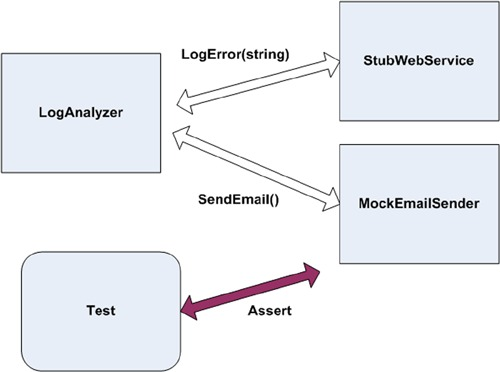 LogError(string)
StubWebService
LogAnalyzer
SendEmail()
MockEmailSender
Test
Assert